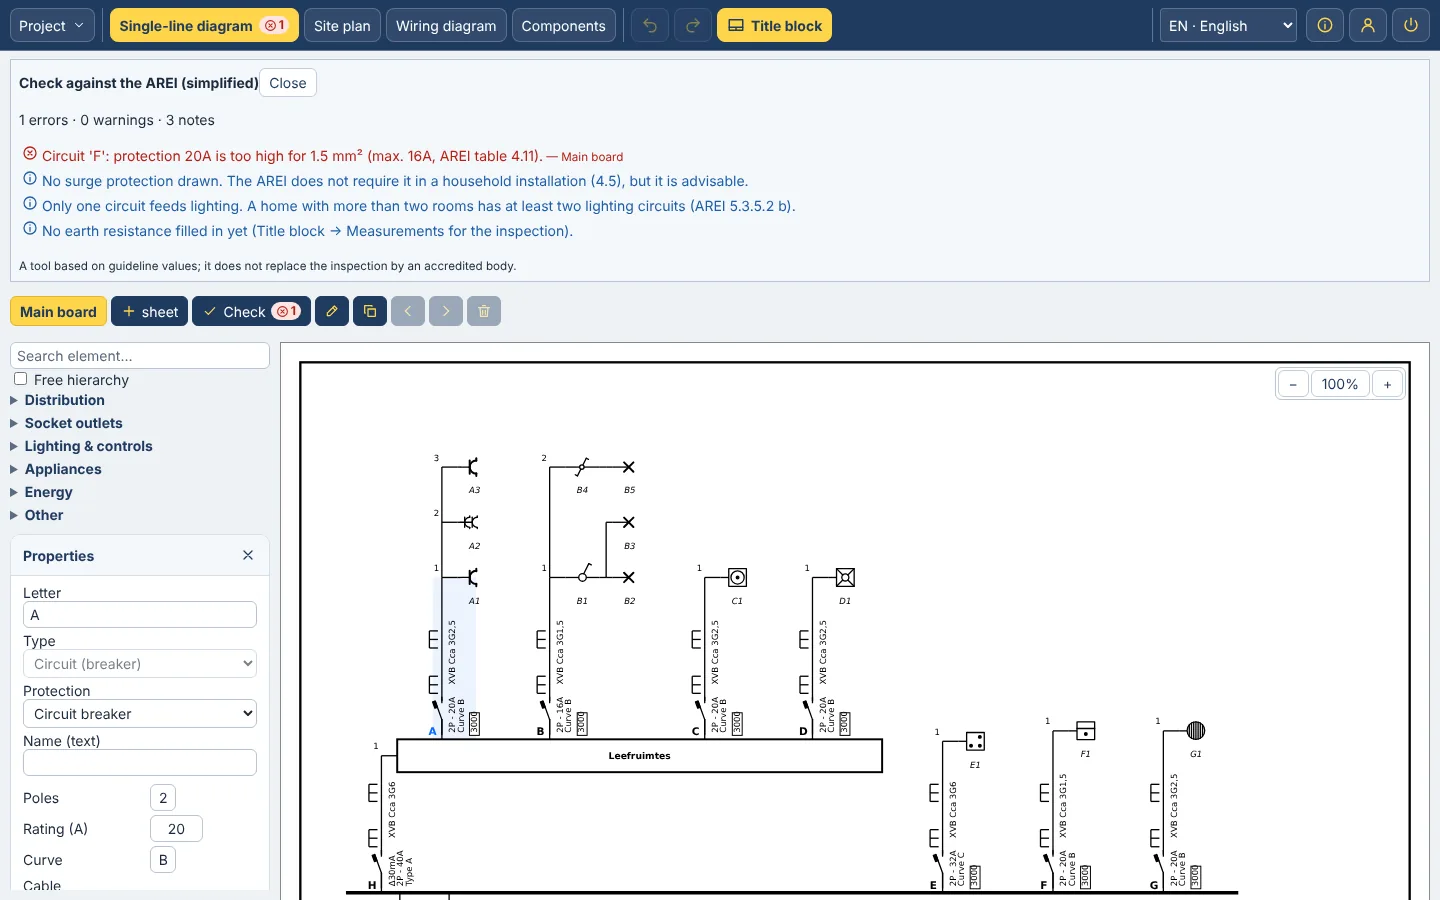 Project
Single-line diagram 1
Site plan
Wiring diagram
Components
Title block
EN · English
Check against the AREI (simplified) Close
1 errors · 0 warnings · 3 notes
Circuit 'F': protection 20A is too high for 1.5 mm² (max. 16A, AREI table 4.11). — Main board
No surge protection drawn. The AREI does not require it in a household installation (4.5), but it is advisable.
Only one circuit feeds lighting. A home with more than two rooms has at least two lighting circuits (AREI 5.3.5.2 b).
No earth resistance filled in yet (Title block → Measurements for the inspection).
A tool based on guideline values; it does not replace the inspection by an accredited body.
Main board
+ sheet
Check 1
Search element...
Free hierarchy
Distribution
Socket outlets
Lighting & controls
Appliances
Energy
Other
Properties
Letter
A
Type
Circuit (breaker)
Protection
Circuit breaker
Name (text)
Poles 2
Rating (A) 20
Curve B
Cable
− 100% +
3
A3
2
A2
1
A1
XVB Cca 3G2,5
2P - 20A
Curve B
3000
A
2
B4
B5
B3
1
B1
B2
XVB Cca 3G1,5
2P - 16A
Curve B
3000
B
1
C1
XVB Cca 3G2,5
2P - 20A
Curve B
3000
C
1
D1
XVB Cca 3G2,5
2P - 20A
Curve B
3000
D
Leefruimtes
1
XVB Cca 3G6
Δ30mA
2P - 40A
Type A
H
1
E1
XVB Cca 3G6
2P - 32A
Curve C
3000
E
1
F1
XVB Cca 3G1,5
2P - 20A
Curve B
3000
F
1
G1
XVB Cca 3G2,5
2P - 20A
Curve B
3000
G